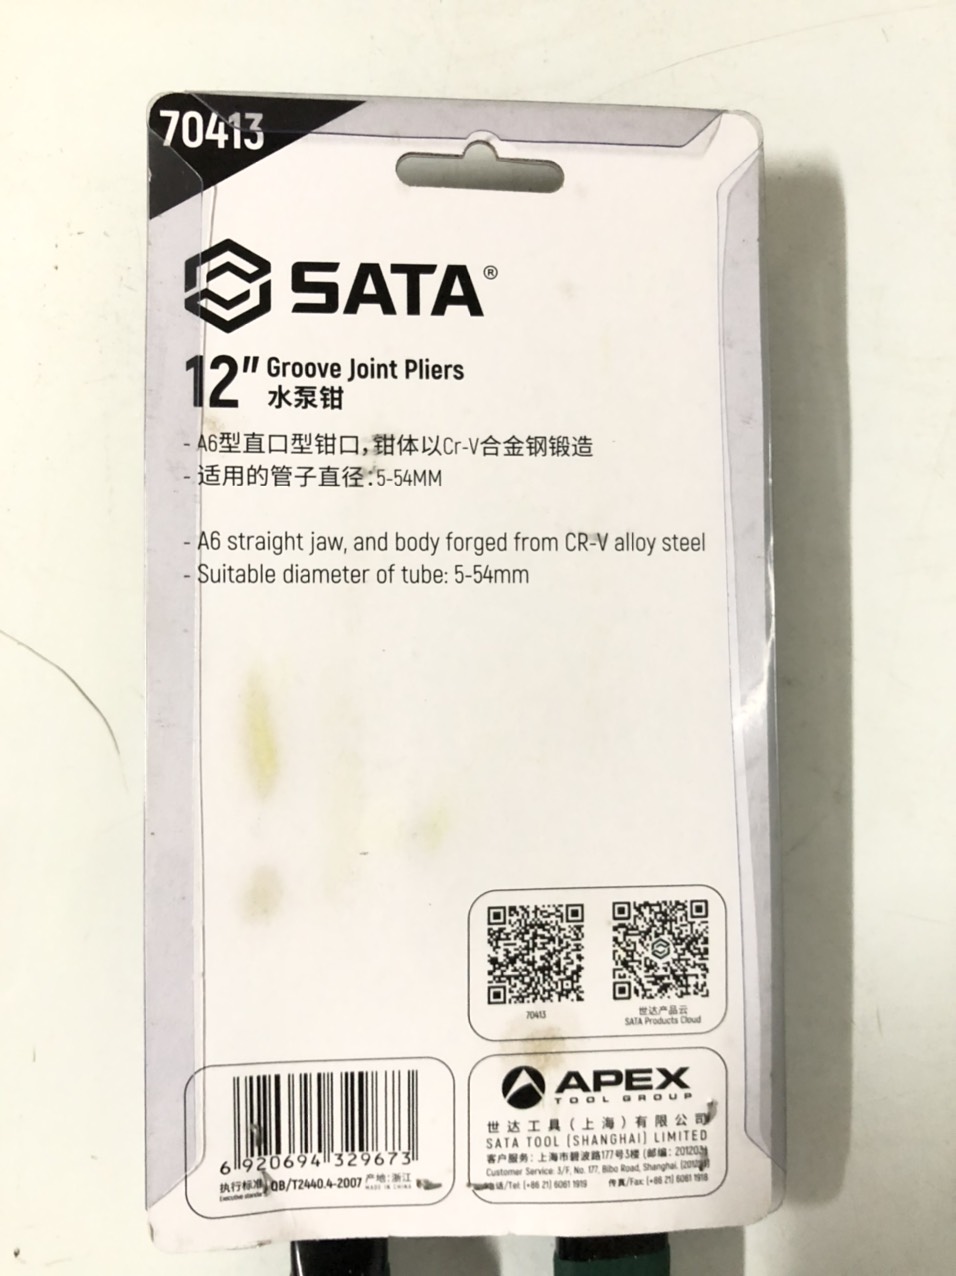 70413
SATA®
12" Groove Joint Pliers
水泵钳
- A6型直口型钳口，钳体以Cr-V合金钢锻造
- 适用的管子直径：5-54MM
- A6 straight jaw, and body forged from CR-V alloy steel
- Suitable diameter of tube: 5-54mm
70413
世达产品云
SATA Products Cloud
6 920694 329673
执行标准: QB/T2440.4-2007
Executive standard
产地:浙江
MADE IN CHINA
APEX
TOOL GROUP
世达工具（上海）有限公司
SATA TOOL (SHANGHAI) LIMITED
客户服务: 上海市碧波路177号3楼 (邮编: 201203)
Customer Service: 3/F, No. 177, Bibo Road, Shanghai.
电话/Tel: (+86 21) 6061 1919 传真/Fax: (+86 21) 6061 1918